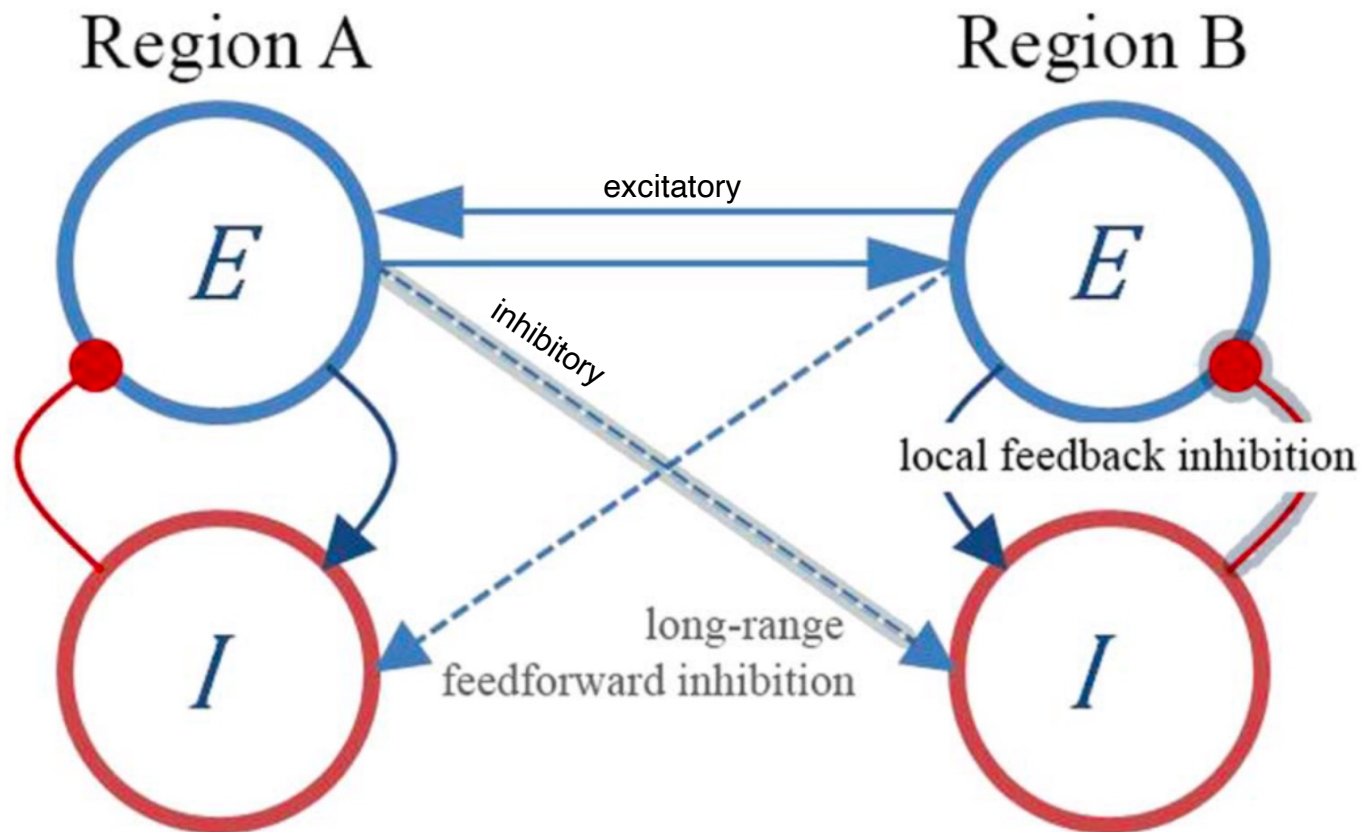 Region A
Region B
excitatory
E
E
inhibitory
local feedback inhibition
long-range
feedforward inhibition
I
I